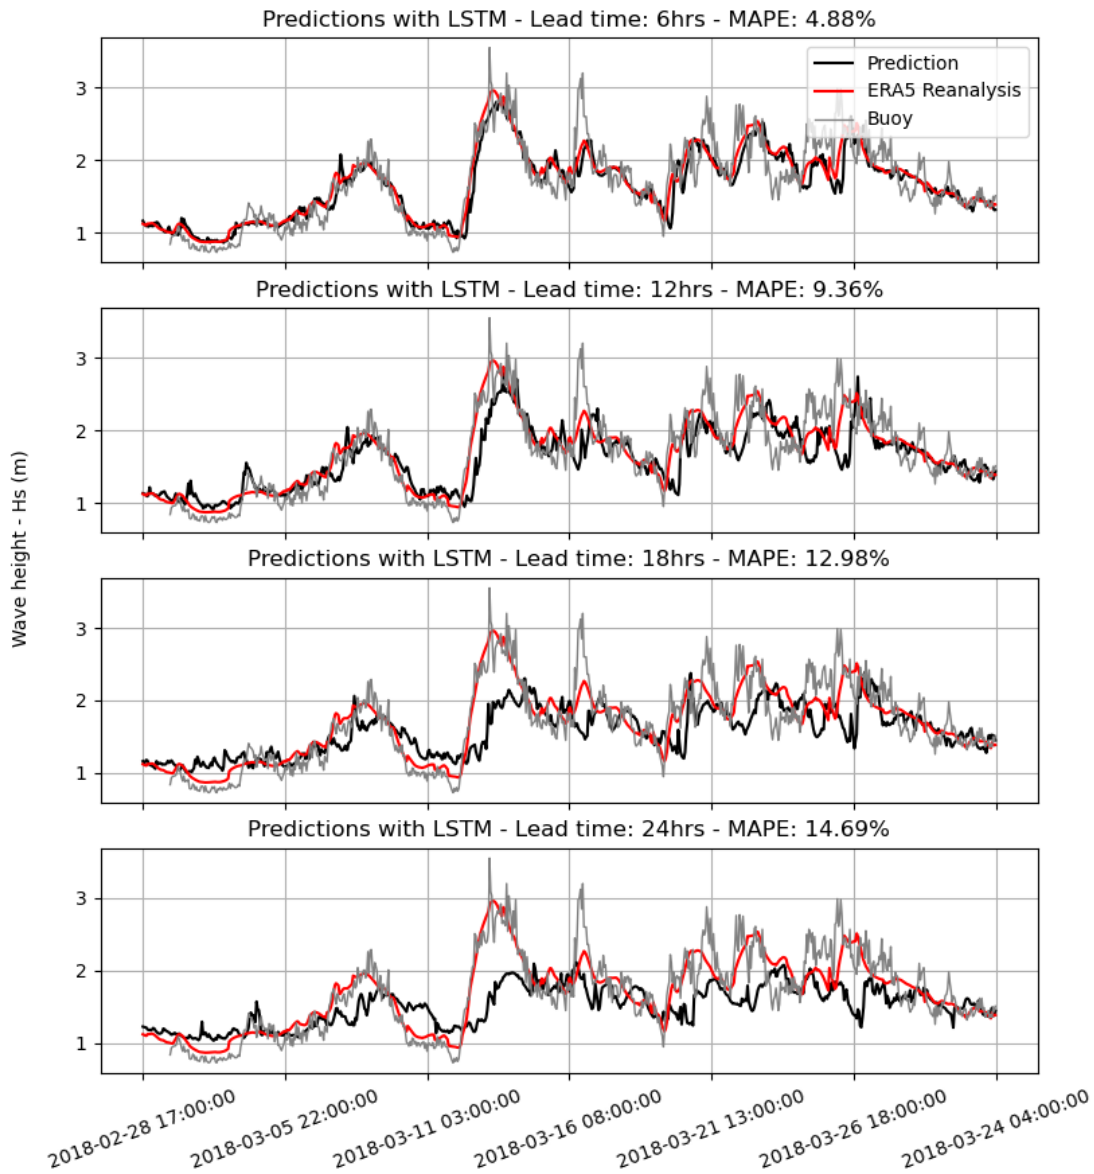 Predictions with LSTM - Lead time: 6hrs - MAPE: 4.88%
3
2
1
Prediction
ERA5 Reanalysis
Buoy
Predictions with LSTM - Lead time: 12hrs - MAPE: 9.36%
3
2
1
Wave height - Hs (m)
Predictions with LSTM - Lead time: 18hrs - MAPE: 12.98%
3
2
1
Predictions with LSTM - Lead time: 24hrs - MAPE: 14.69%
3
2
1
2018-02-28 17:00:00
2018-03-05 22:00:00
2018-03-11 03:00:00
2018-03-16 08:00:00
2018-03-21 13:00:00
2018-03-26 18:00:00
2018-03-24 04:00:00